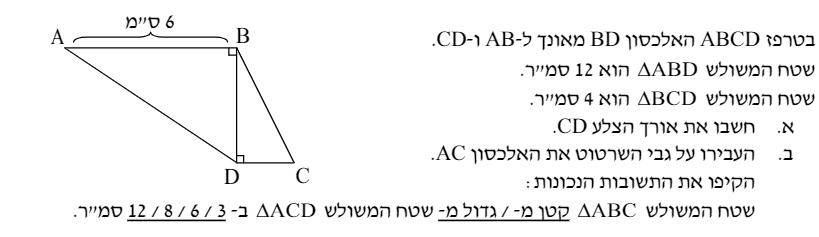 בטרפז ABCD האלכסון BD מאונך ל-AB ו-CD.
שטח המשולש ΔABD הוא 12 סמ״ר.
שטח המשולש ΔBCD הוא 4 סמ״ר.
א. חשבו את אורך הצלע CD.
ב. העבירו על גבי השרטוט את האלכסון AC.
הקיפו את התשובות הנכונות:
שטח המשולש ΔABC קטן מ- / גדול מ- שטח המשולש ΔACD ב- 3 / 6 / 8 / 12 סמ״ר.
6 ס״מ
A B
D C